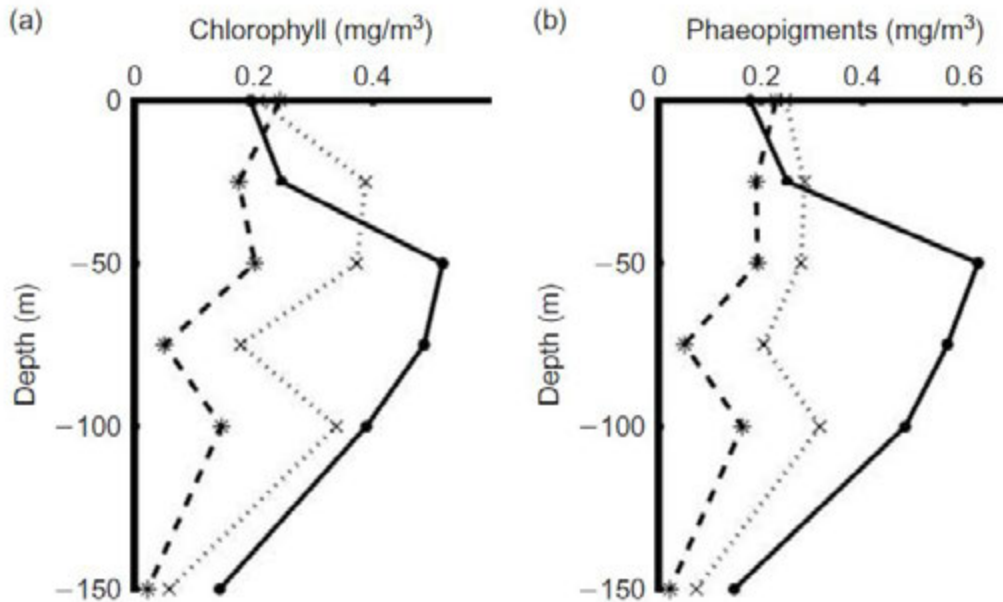 (a) Chlorophyll (mg/m³)
0 0.2 0.4
0
−50
−100
−150
Depth (m)
(b) Phaeopigments (mg/m³)
0 0.2 0.4 0.6
0
−50
−100
−150
Depth (m)